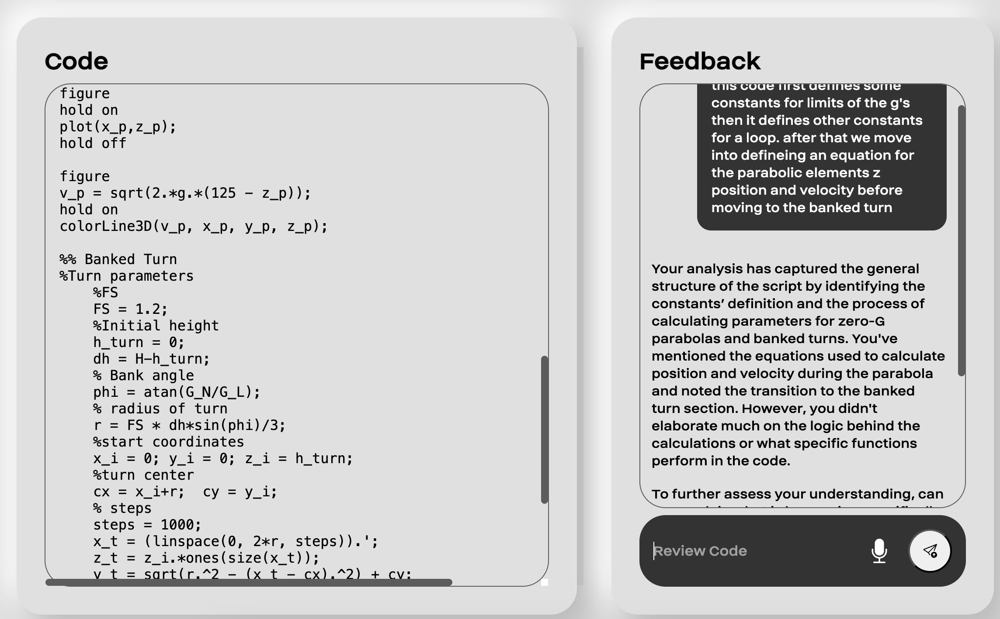 Code
figure
hold on
plot(x_p,z_p);
hold off
figure
v_p = sqrt(2.*g.*(125 - z_p));
hold on
colorLine3D(v_p, x_p, y_p, z_p);
%% Banked Turn
%Turn parameters
%FS
FS = 1.2;
%Initial height
h_turn = 0;
dh = H-h_turn;
% Bank angle
phi = atan(G_N/G_L);
% radius of turn
r = FS * dh*sin(phi)/3;
%start coordinates
x_i = 0; y_i = 0; z_i = h_turn;
%turn center
cx = x_i+r;  cy = y_i;
% steps
steps = 1000;
x_t = (linspace(0, 2*r, steps)).';
z_t = z_i.*ones(size(x_t));
y_t = sqrt(r.^2 - (x_t - cx).^2) + cy;
Feedback
this code first defines some
constants for limits of the g's
then it defines other constants
for a loop. after that we move
into defineing an equation for
the parabolic elements z
position and velocity before
moving to the banked turn
Your analysis has captured the general
structure of the script by identifying the
constants’ definition and the process of
calculating parameters for zero-G
parabolas and banked turns. You've
mentioned the equations used to calculate
position and velocity during the parabola
and noted the transition to the banked
turn section. However, you didn't
elaborate much on the logic behind the
calculations or what specific functions
perform in the code.
To further assess your understanding, can
Review Code